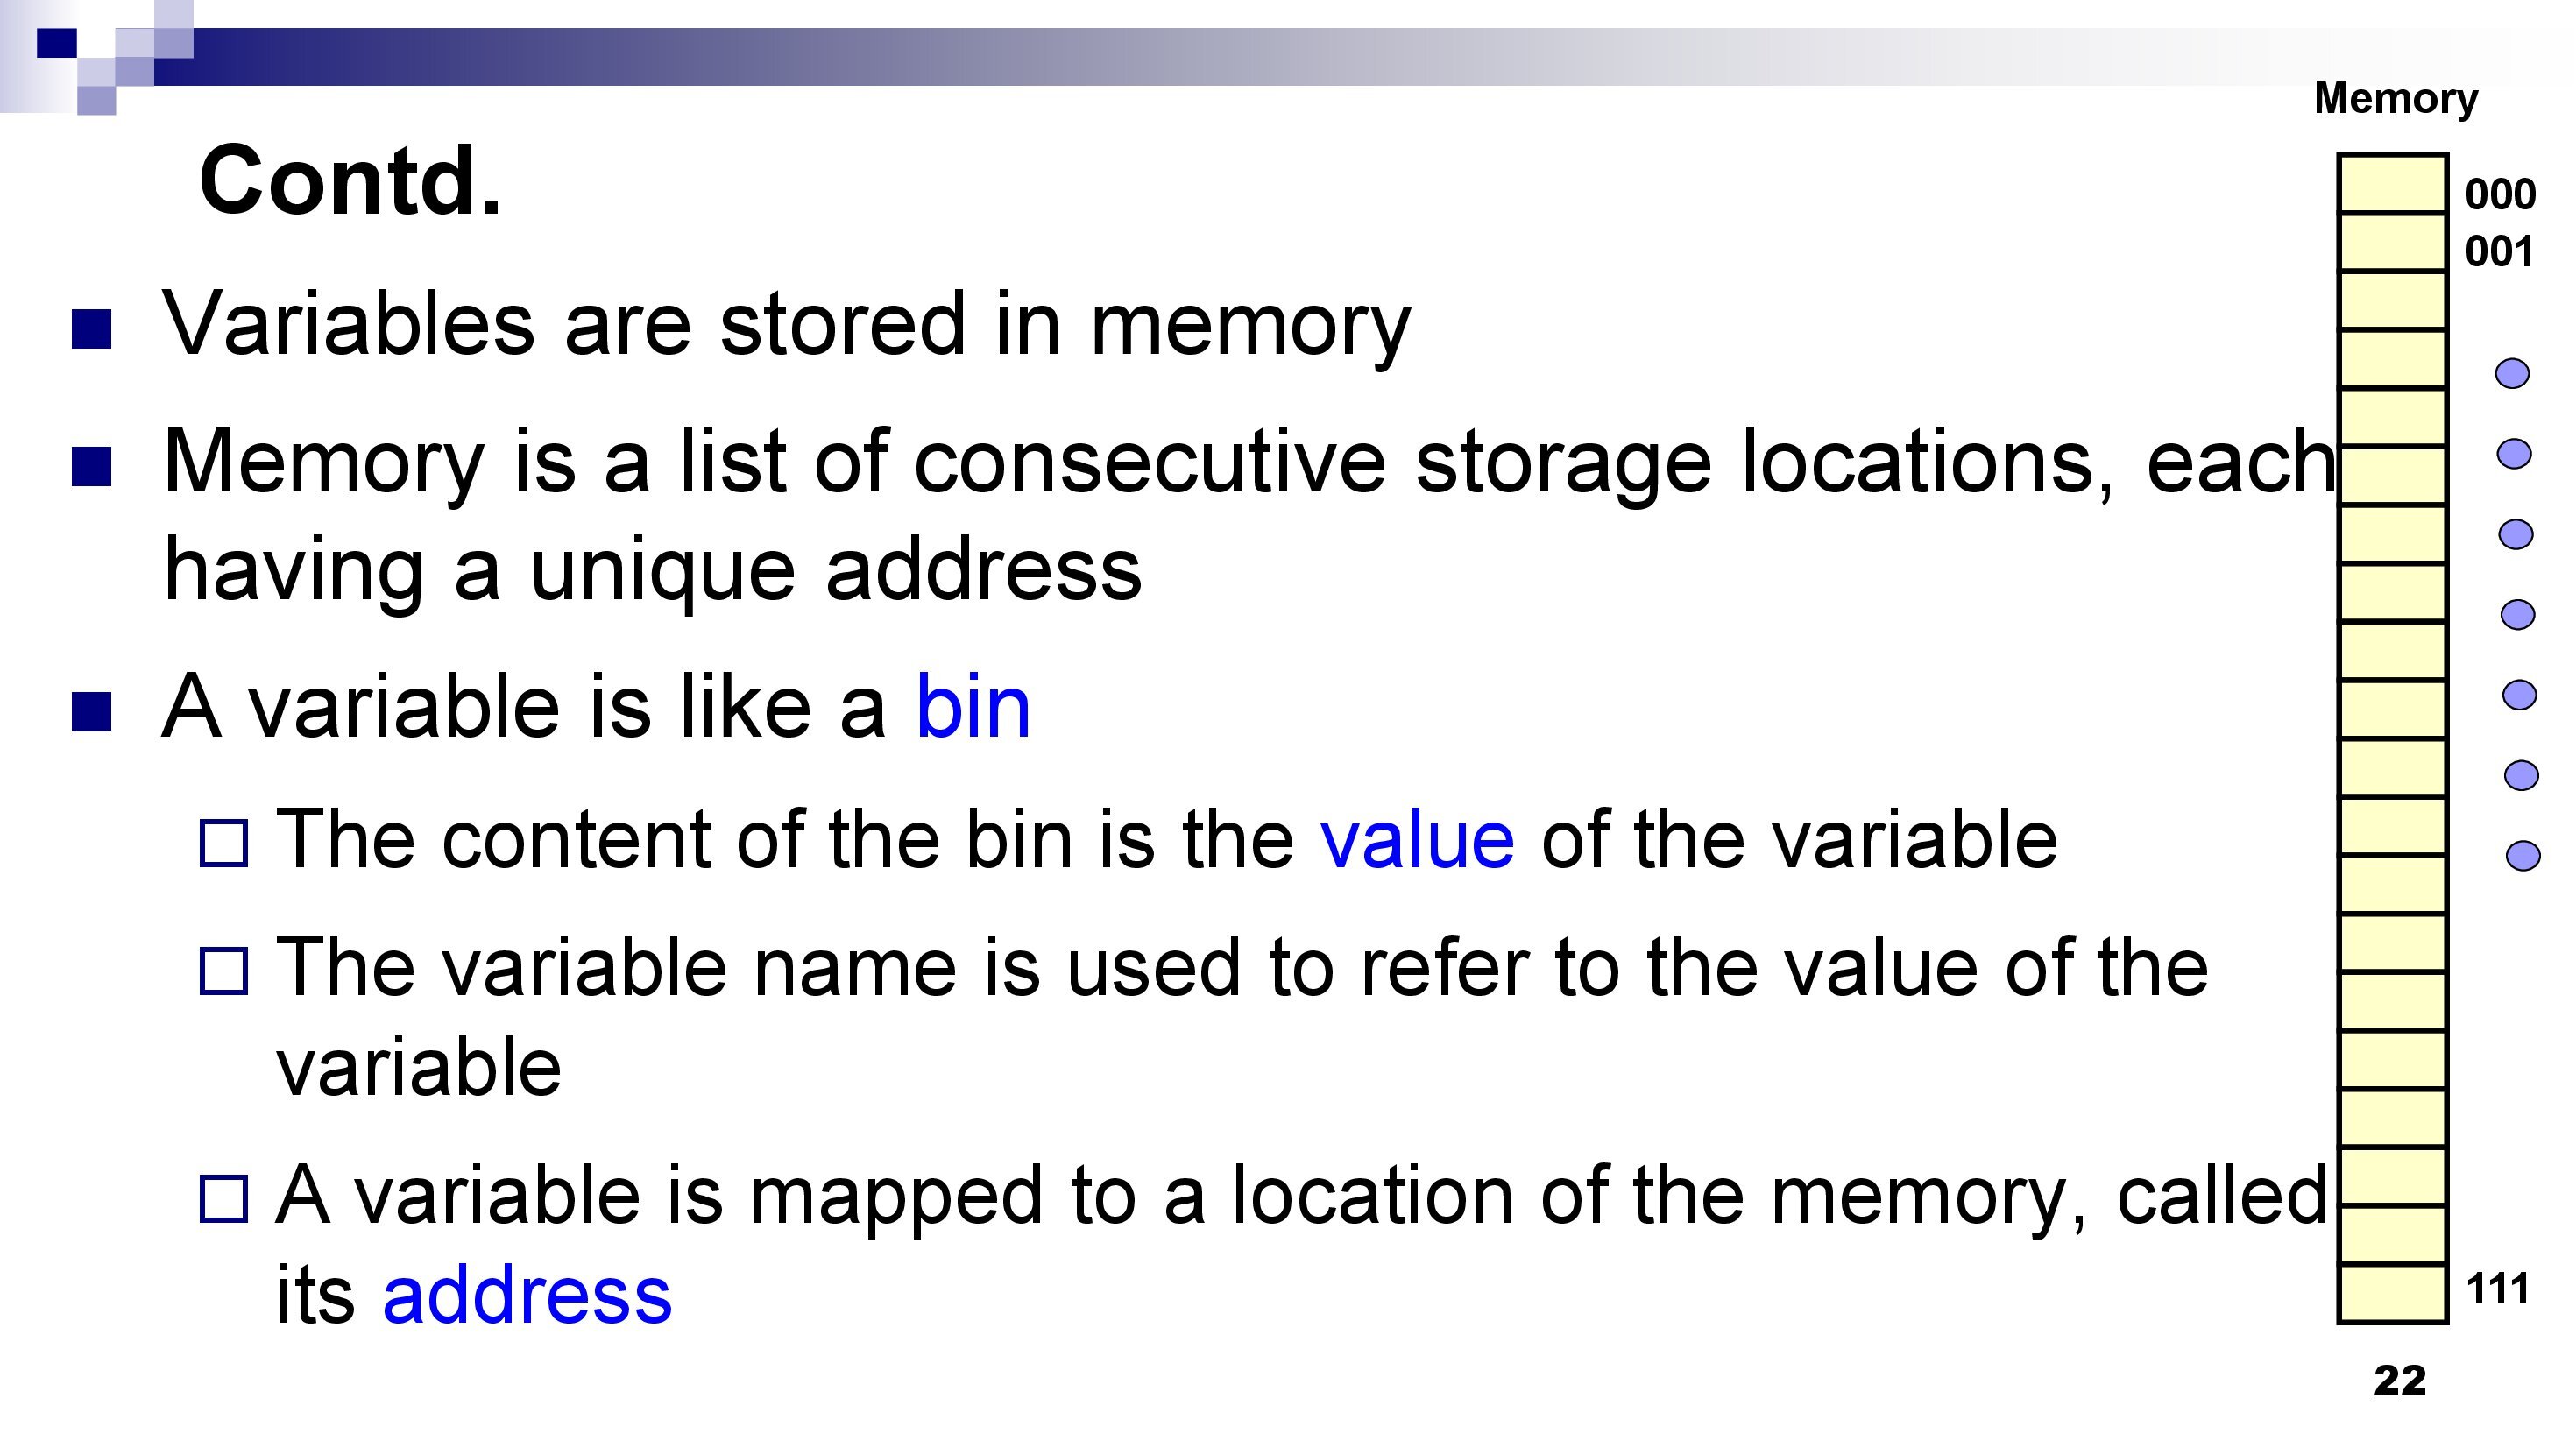 Memory
Contd.
000
001
Variables are stored in memory
Memory is a list of consecutive storage locations, each
having a unique address
A variable is like a bin
The content of the bin is the value of the variable
The variable name is used to refer to the value of the
variable
A variable is mapped to a location of the memory, called
its address
111
22